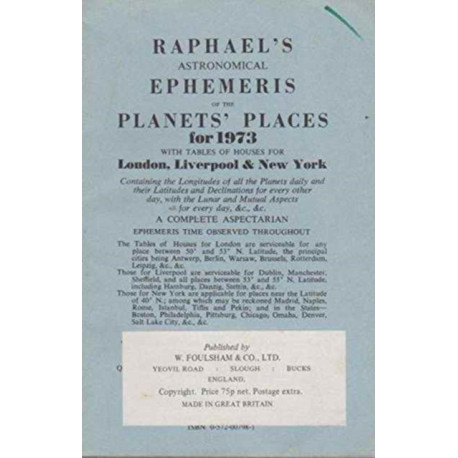 RAPHAEL'S
ASTRONOMICAL
EPHEMERIS
OF THE
PLANETS' PLACES
for 1973
WITH TABLES OF HOUSES FOR
London, Liverpool & New York
Containing the Longitudes of all the Planets daily and
their Latitudes and Declinations for every other
day, with the Lunar and Mutual Aspects
for every day, &c., &c.
A COMPLETE ASPECTARIAN
EPHEMERIS TIME OBSERVED THROUGHOUT
The Tables of Houses for London are serviceable for any
place between 50° and 53° N. Latitude, the principal
cities being Antwerp, Berlin, Warsaw, Brussels, Rotterdam,
Leipzig, &c., &c.
Those for Liverpool are serviceable for Dublin, Manchester,
Sheffield, and all places between 53° and 55° N. Latitude,
including Hamburg, Danzig, Stettin, &c., &c.
Those for New York are applicable for places near the Latitude
of 40° N.; among which may be reckoned Madrid, Naples,
Rome, Istanbul, Tiflis and Pekin; and in the States—
Boston, Philadelphia, Pittsburg, Chicago, Omaha, Denver,
Salt Lake City, &c., &c.
Published by
W. FOULSHAM & CO., LTD.
YEOVIL ROAD : SLOUGH : BUCKS
ENGLAND.
Copyright. Price 75p net. Postage extra.
MADE IN GREAT BRITAIN
ISBN 0-572-00798-1